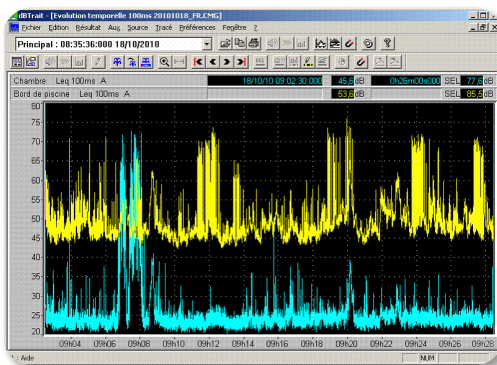 dBTrait - [Evolution temporelle 100ms 20101018_FR.CMG]
Fichier Edition Résultat Aux Source Tracé Préférences Fenêtre ?
Principal : 08:35:36:000 18/10/2010
Chambre Leq 100ms A 18/10/10 09:02:30:000 45,6 dB 0h26m00s000 SEL 77,6 dB
Bord de piscine Leq 100ms A 53,6 dB SEL 85,5 dB
80
75
70
65
60
55
50
45
40
35
30
25
20
09h04 09h06 09h08 09h10 09h12 09h14 09h16 09h18 09h20 09h22 09h24 09h26 09h28
: Aide NUM